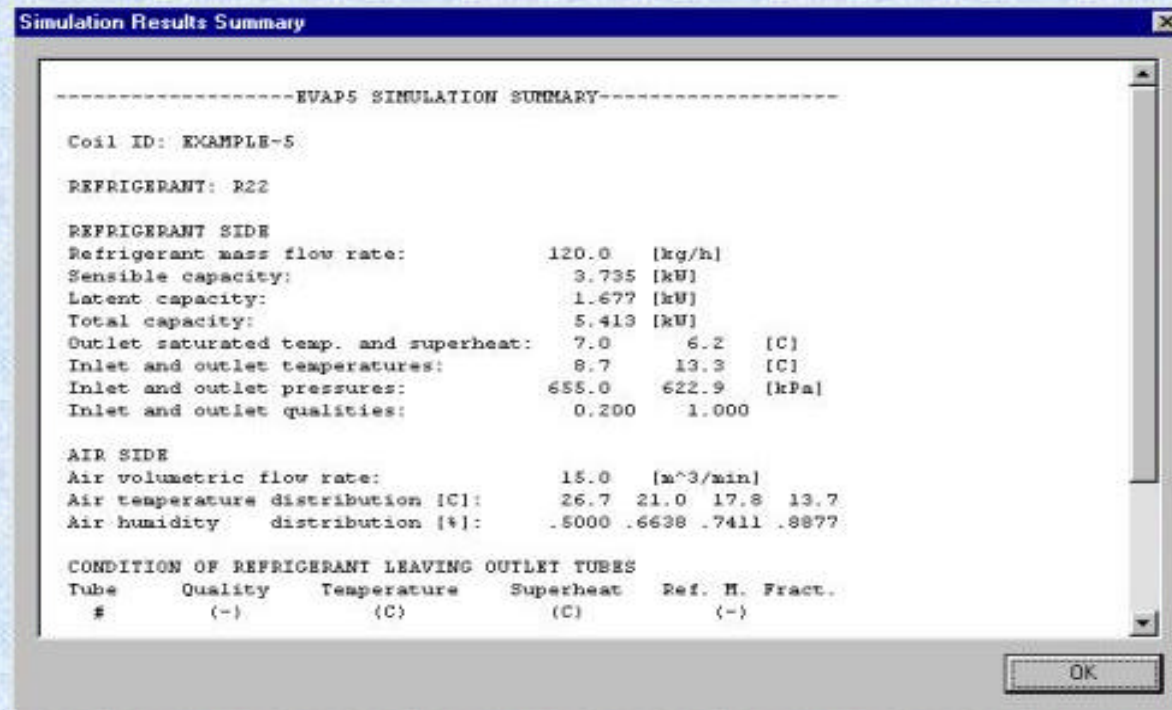 Simulation Results Summary
-------------------EVAP5 SIMULATION SUMMARY-------------------
Coil ID: EXAMPLE-5
REFRIGERANT: R22
REFRIGERANT SIDE
Refrigerant mass flow rate: 120.0 [kg/h]
Sensible capacity: 3.735 [kW]
Latent capacity: 1.677 [kW]
Total capacity: 5.413 [kW]
Outlet saturated temp. and superheat: 7.0 6.2 [C]
Inlet and outlet temperatures: 8.7 13.3 [C]
Inlet and outlet pressures: 655.0 622.9 [kPa]
Inlet and outlet qualities: 0.200 1.000
AIR SIDE
Air volumetric flow rate: 15.0 [m^3/min]
Air temperature distribution [C]: 26.7 21.0 17.8 13.7
Air humidity distribution [%]: .5000 .6638 .7411 .8877
CONDITION OF REFRIGERANT LEAVING OUTLET TUBES
Tube Quality Temperature Superheat Ref. M. Fract.
# (-) (C) (C) (-)
OK